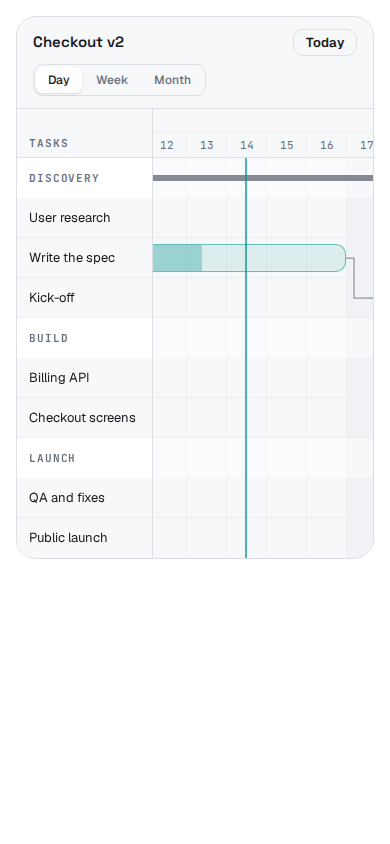 Checkout v2
Today
Day Week Month
TASKS 12 13 14 15 16 17
DISCOVERY
User research
Write the spec
Kick-off
BUILD
Billing API
Checkout screens
LAUNCH
QA and fixes
Public launch